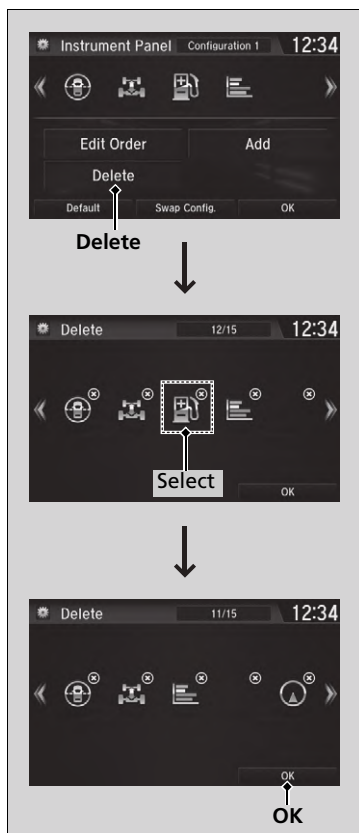 Instrument Panel Configuration 1 12:34
Edit Order Add
Delete
Default Swap Config. OK
Delete
Delete 12/15 12:34
Select
OK
Delete 11/15 12:34
OK
OK